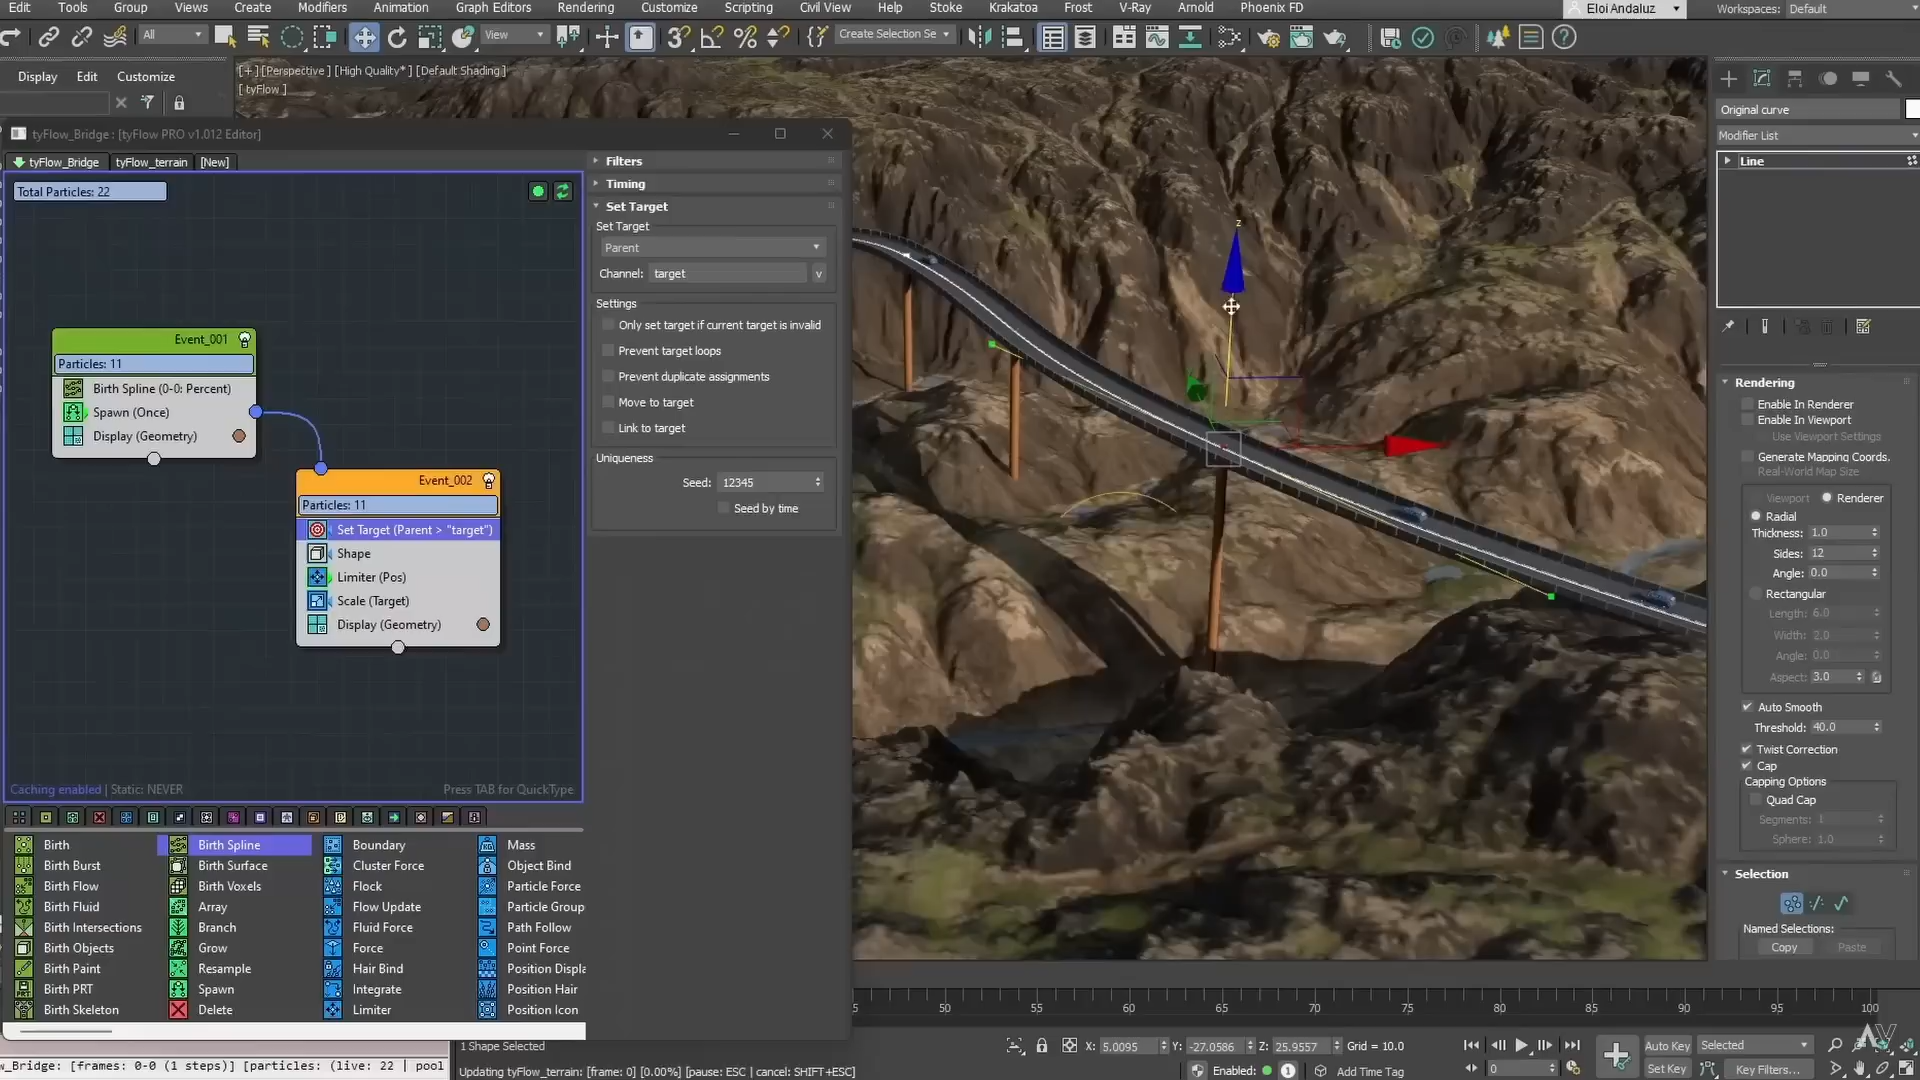 Edit Tools Group Views Create Modifiers Animation Graph Editors Rendering Customize Scripting Civil View Help Stoke Krakatoa Frost V-Ray Arnold Phoenix FD
Eloi Andaluz
Workspaces: Default
All
View
Create Selection Se
Display Edit Customize
[+] [Perspective ] [High Quality* ] [Default Shading ]
[ tyFlow ]
tyFlow_Bridge : [tyFlow PRO v1.012 Editor]
tyFlow_Bridge tyFlow_terrain [New]
Total Particles: 22
Event_001
Particles: 11
Birth Spline (0-0: Percent)
Spawn (Once)
Display (Geometry)
Event_002
Particles: 11
Set Target (Parent > "target")
Shape
Limiter (Pos)
Scale (Target)
Display (Geometry)
Caching enabled | Static: NEVER
Press TAB for QuickType
Filters
Timing
Set Target
Set Target
Parent
Channel: target v
Settings
Only set target if current target is invalid
Prevent target loops
Prevent duplicate assignments
Move to target
Link to target
Uniqueness
Seed: 12345
Seed by time
Birth Birth Spline Boundary Mass
Birth Burst Birth Surface Cluster Force Object Bind
Birth Flow Birth Voxels Flock Particle Force
Birth Fluid Array Flow Update Particle Group
Birth Intersections Branch Fluid Force Path Follow
Birth Objects Grow Force Point Force
Birth Paint Resample Hair Bind Position Displa
Birth PRT Spawn Integrate Position Hair
Birth Skeleton Delete Limiter Position Icon
z
Original curve
Modifier List
Line
Rendering
Enable In Renderer
Enable In Viewport
Use Viewport Settings
Generate Mapping Coords.
Real-World Map Size
Viewport Renderer
Radial
Thickness: 1.0
Sides: 12
Angle: 0.0
Rectangular
Length: 6.0
Width: 2.0
Angle: 0.0
Aspect: 3.0
Auto Smooth
Threshold: 40.0
Twist Correction
Cap
Capping Options
Quad Cap
Segments: 1
Sphere: 1.0
Selection
Named Selections:
Copy Paste
50 55 60 65 70 75 80 85 90 95 100
1 Shape Selected
X: 5.0095 Y: -27.0586 Z: 25.9557 Grid = 10.0
Auto Key Selected
w_Bridge: [frames: 0-0 (1 steps)] [particles: (live: 22 | pool
Updating tyFlow_terrain: [frame: 0] [0.00%] [pause: ESC | cancel: SHIFT+ESC]
Enabled: 1 Add Time Tag
0
Set Key Key Filters...